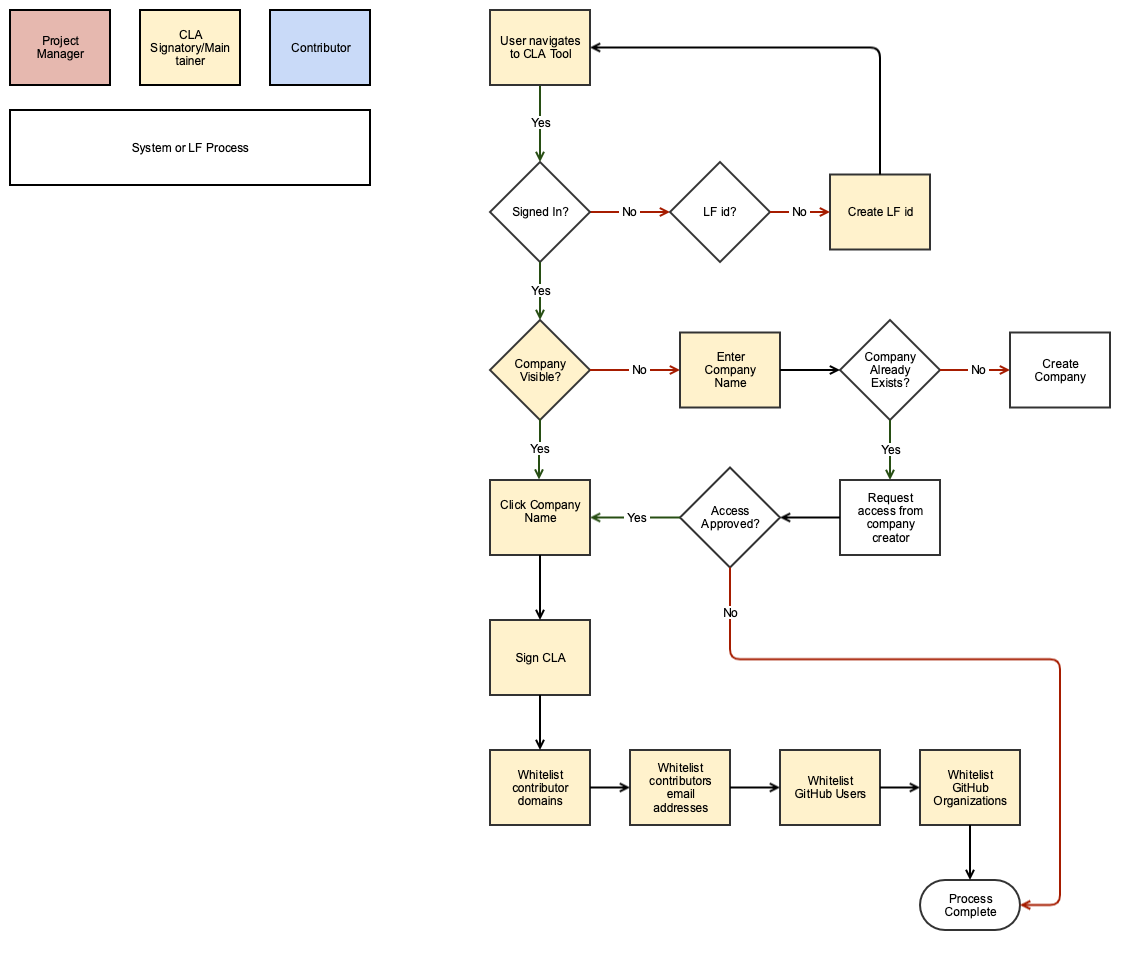 Project
Manager
CLA
Signatory/Main
tainer
Contributor
System or LF Process
User navigates
to CLA Tool
Yes
Signed In?
No
LF id?
No
Create LF id
Yes
Company
Visible?
No
Enter
Company
Name
Company
Already
Exists?
No
Create
Company
Yes
Yes
Click Company
Name
Yes
Access
Approved?
Request
access from
company
creator
No
Sign CLA
Whitelist
contributor
domains
Whitelist
contributors
email
addresses
Whitelist
GitHub Users
Whitelist
GitHub
Organizations
Process
Complete